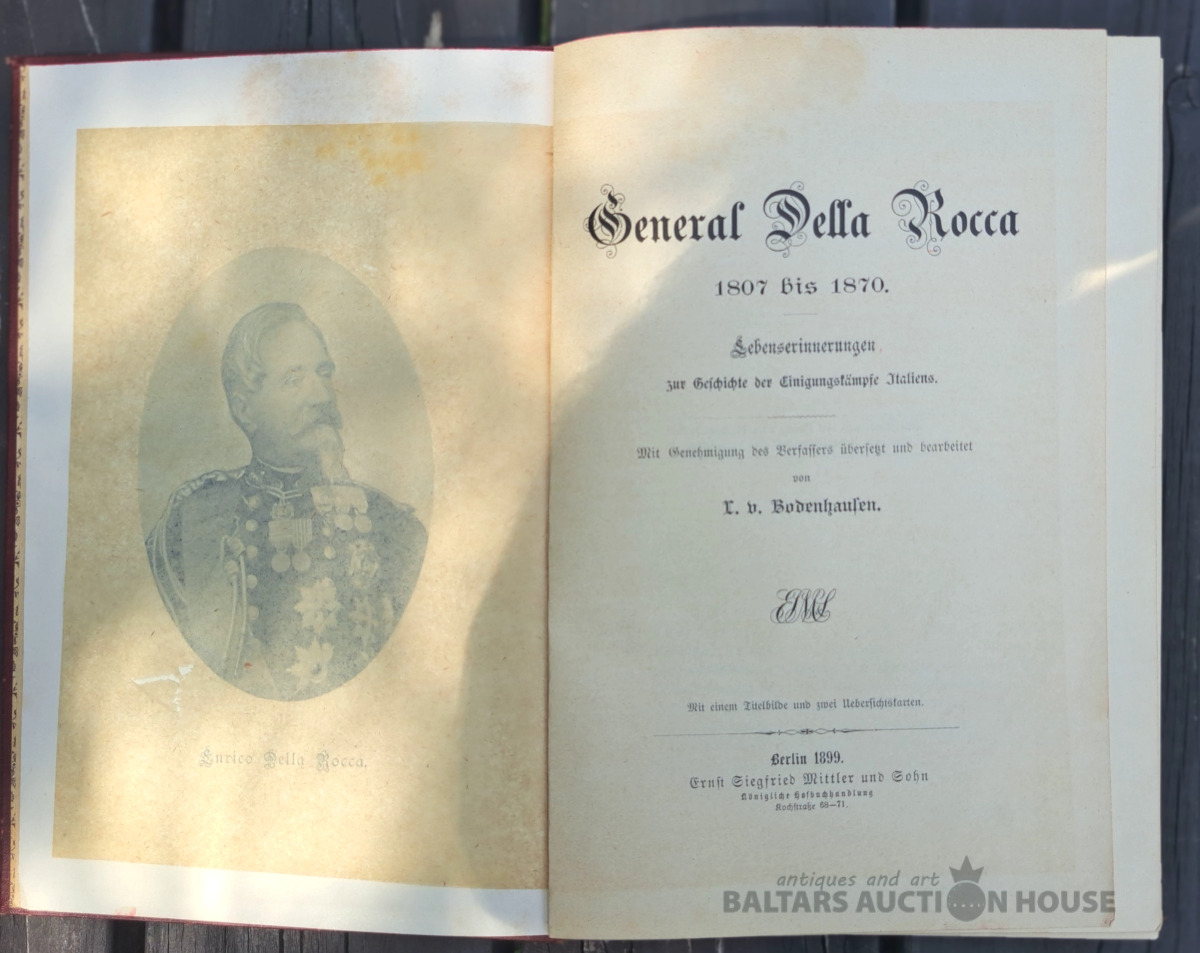 Enrico Della Rocca.
General Della Rocca
1807 bis 1870.
Lebenserinnerungen
zur Geschichte der Einigungskämpfe Italiens.
Mit Genehmigung des Verfassers übersetzt und bearbeitet
von
L. v. Bodenhausen.
EMS
Mit einem Titelbilde und zwei Uebersichtskarten.
Berlin 1899.
Ernst Siegfried Mittler und Sohn
Königliche Hofbuchhandlung
Kochstraße 68—71.
antiques and art
BALTARS AUCTION HOUSE